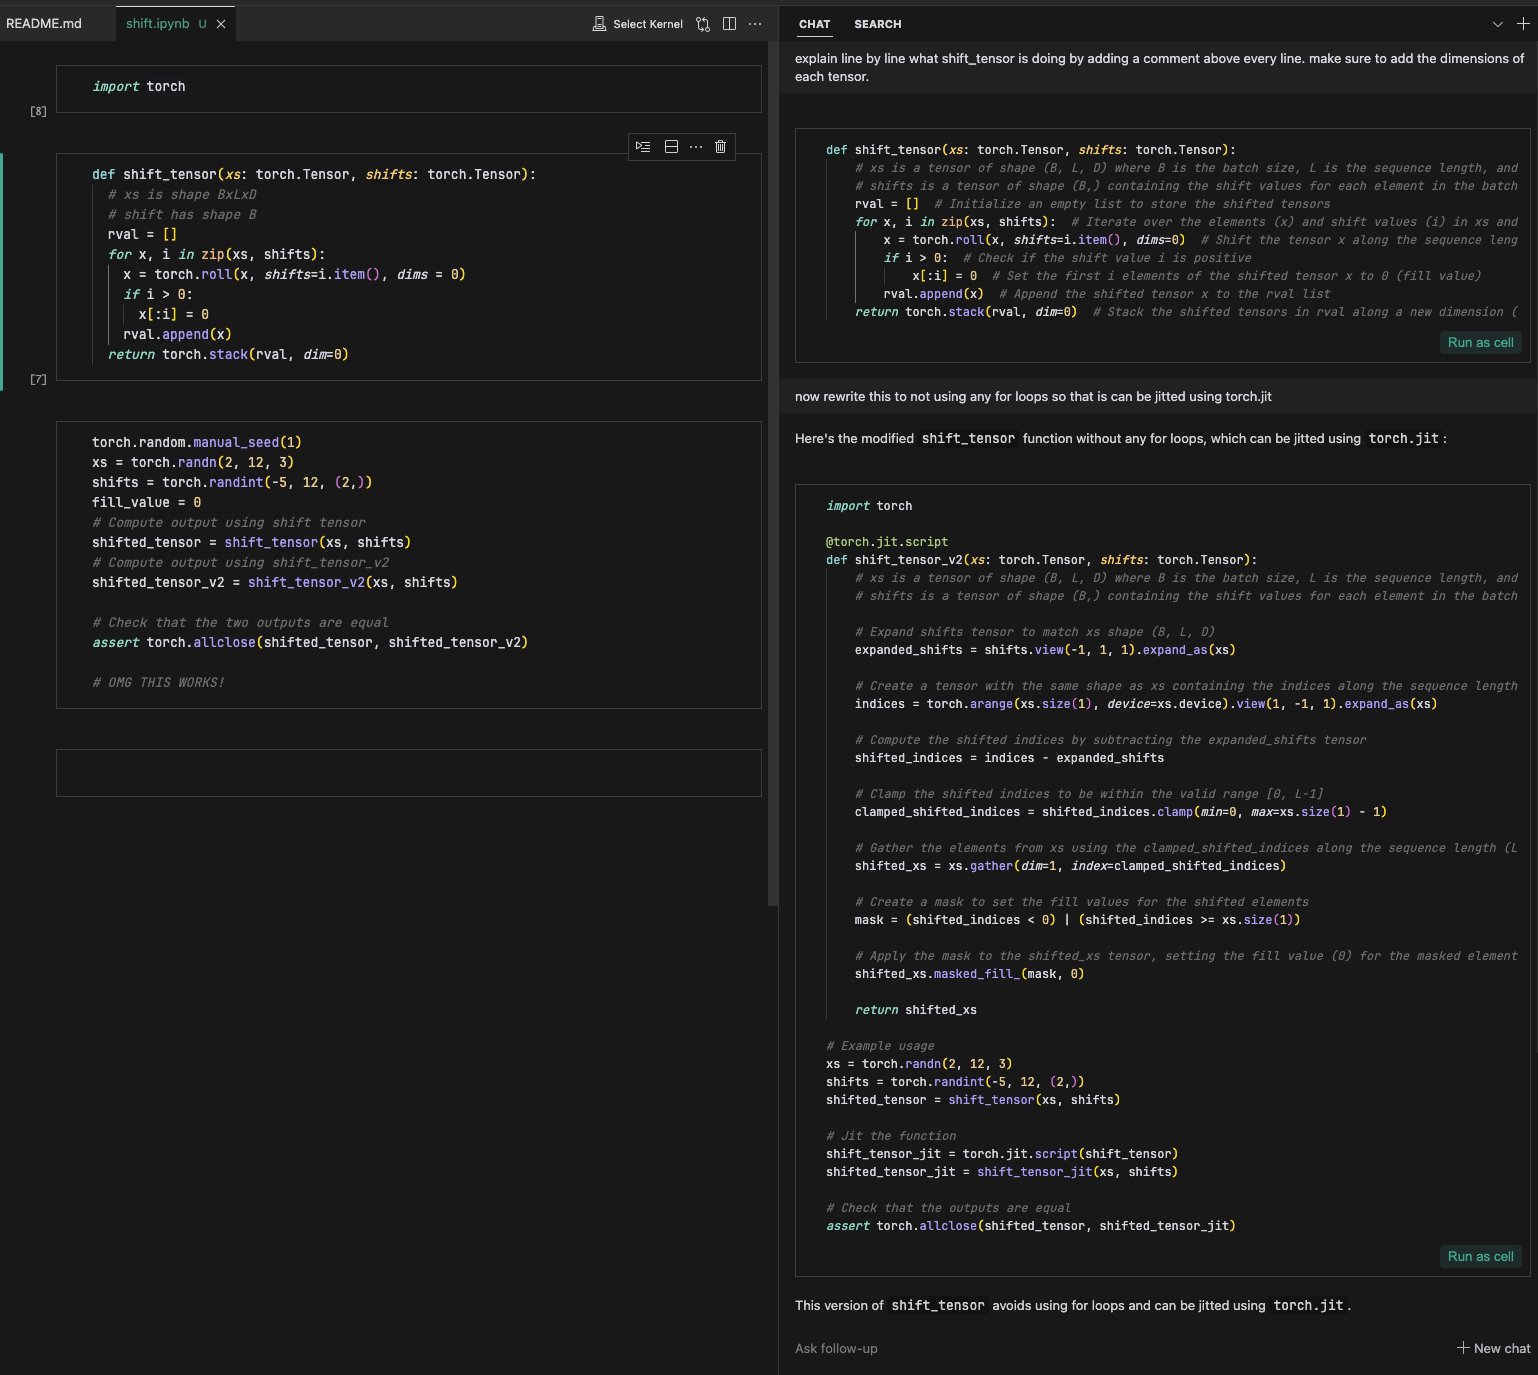 README.md
shift.ipynb U
Select Kernel
import torch
[8]
def shift_tensor(xs: torch.Tensor, shifts: torch.Tensor):
# xs is shape BxLxD
# shift has shape B
rval = []
for x, i in zip(xs, shifts):
x = torch.roll(x, shifts=i.item(), dims = 0)
if i > 0:
x[:i] = 0
rval.append(x)
return torch.stack(rval, dim=0)
[7]
torch.random.manual_seed(1)
xs = torch.randn(2, 12, 3)
shifts = torch.randint(-5, 12, (2,))
fill_value = 0
# Compute output using shift tensor
shifted_tensor = shift_tensor(xs, shifts)
# Compute output using shift_tensor_v2
shifted_tensor_v2 = shift_tensor_v2(xs, shifts)
# Check that the two outputs are equal
assert torch.allclose(shifted_tensor, shifted_tensor_v2)
# OMG THIS WORKS!
CHAT SEARCH
explain line by line what shift_tensor is doing by adding a comment above every line. make sure to add the dimensions of
each tensor.
def shift_tensor(xs: torch.Tensor, shifts: torch.Tensor):
# xs is a tensor of shape (B, L, D) where B is the batch size, L is the sequence length, and
# shifts is a tensor of shape (B,) containing the shift values for each element in the batch
rval = [] # Initialize an empty list to store the shifted tensors
for x, i in zip(xs, shifts): # Iterate over the elements (x) and shift values (i) in xs and
x = torch.roll(x, shifts=i.item(), dims=0) # Shift the tensor x along the sequence leng
if i > 0: # Check if the shift value i is positive
x[:i] = 0 # Set the first i elements of the shifted tensor x to 0 (fill value)
rval.append(x) # Append the shifted tensor x to the rval list
return torch.stack(rval, dim=0) # Stack the shifted tensors in rval along a new dimension (
Run as cell
now rewrite this to not using any for loops so that is can be jitted using torch.jit
Here's the modified shift_tensor function without any for loops, which can be jitted using torch.jit :
import torch
@torch.jit.script
def shift_tensor_v2(xs: torch.Tensor, shifts: torch.Tensor):
# xs is a tensor of shape (B, L, D) where B is the batch size, L is the sequence length, and
# shifts is a tensor of shape (B,) containing the shift values for each element in the batch
# Expand shifts tensor to match xs shape (B, L, D)
expanded_shifts = shifts.view(-1, 1, 1).expand_as(xs)
# Create a tensor with the same shape as xs containing the indices along the sequence length
indices = torch.arange(xs.size(1), device=xs.device).view(1, -1, 1).expand_as(xs)
# Compute the shifted indices by subtracting the expanded_shifts tensor
shifted_indices = indices - expanded_shifts
# Clamp the shifted indices to be within the valid range [0, L-1]
clamped_shifted_indices = shifted_indices.clamp(min=0, max=xs.size(1) - 1)
# Gather the elements from xs using the clamped_shifted_indices along the sequence length (L
shifted_xs = xs.gather(dim=1, index=clamped_shifted_indices)
# Create a mask to set the fill values for the shifted elements
mask = (shifted_indices < 0) | (shifted_indices >= xs.size(1))
# Apply the mask to the shifted_xs tensor, setting the fill value (0) for the masked element
shifted_xs.masked_fill_(mask, 0)
return shifted_xs
# Example usage
xs = torch.randn(2, 12, 3)
shifts = torch.randint(-5, 12, (2,))
shifted_tensor = shift_tensor(xs, shifts)
# Jit the function
shift_tensor_jit = torch.jit.script(shift_tensor)
shifted_tensor_jit = shift_tensor_jit(xs, shifts)
# Check that the outputs are equal
assert torch.allclose(shifted_tensor, shifted_tensor_jit)
Run as cell
This version of shift_tensor avoids using for loops and can be jitted using torch.jit .
Ask follow-up
New chat